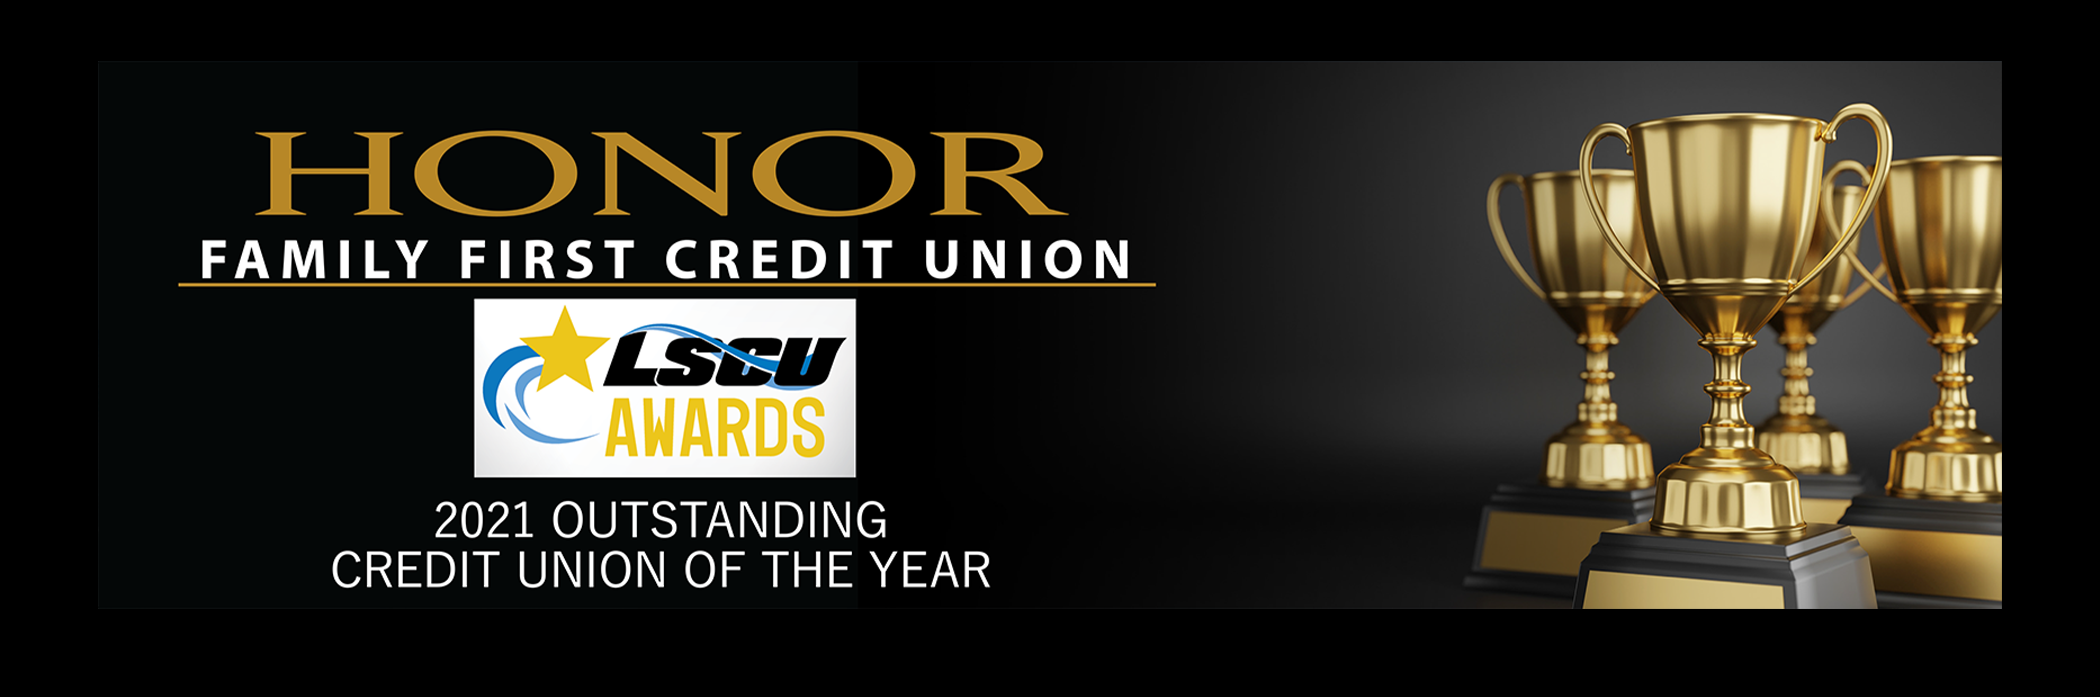 HONOR
FAMILY FIRST CREDIT UNION
LSCU
AWARDS
2021 OUTSTANDING
CREDIT UNION OF THE YEAR